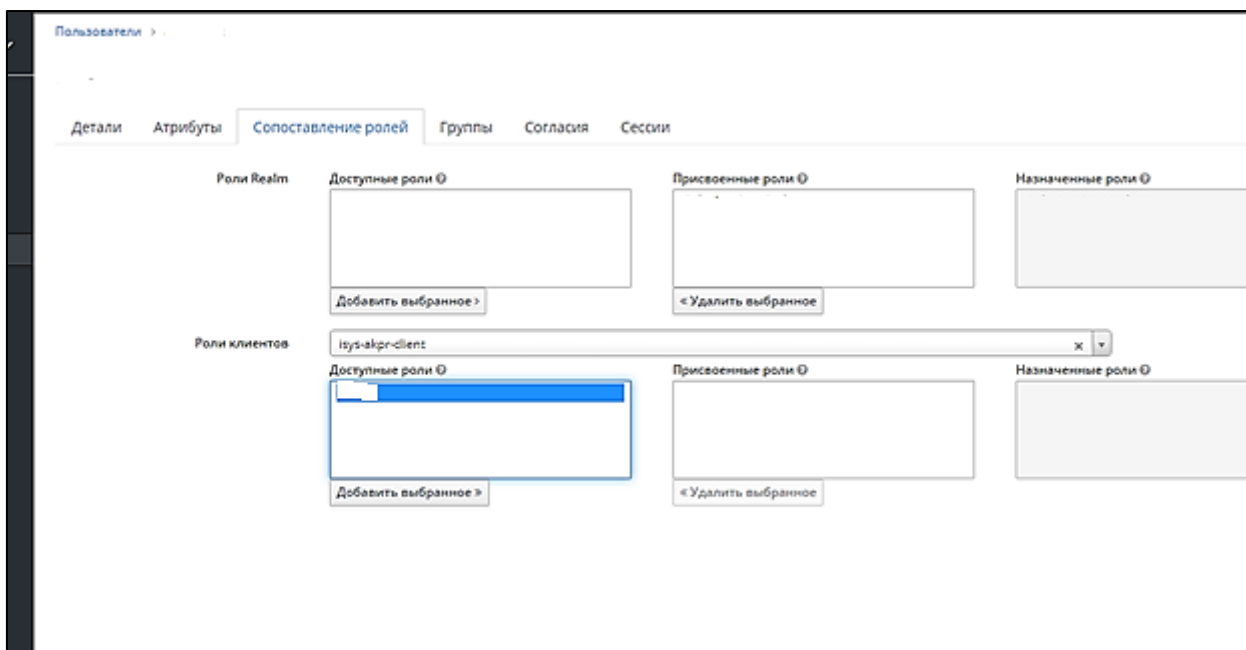 Пользователи >
Детали Атрибуты Сопоставление ролей Группы Согласия Сессии
Роли Realm Доступные роли Присвоенные роли Назначенные роли
Добавить выбранное > « Удалить выбранное
Роли клиентов isys-akpr-client
Доступные роли Присвоенные роли Назначенные роли
Добавить выбранное » « Удалить выбранное